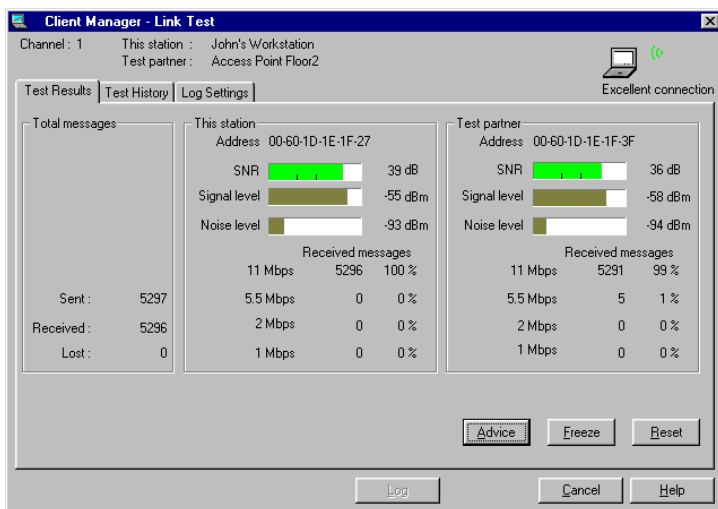 Client Manager - Link Test
Channel : 1 This station : John's Workstation
Test partner : Access Point Floor2
Excellent connection
Test Results Test History Log Settings
Total messages
Sent : 5297
Received : 5296
Lost : 0
This station
Address 00-60-1D-1E-1F-27
SNR 39 dB
Signal level -55 dBm
Noise level -93 dBm
Received messages
11 Mbps 5296 100 %
5.5 Mbps 0 0 %
2 Mbps 0 0 %
1 Mbps 0 0 %
Test partner
Address 00-60-1D-1E-1F-3F
SNR 36 dB
Signal level -58 dBm
Noise level -94 dBm
Received messages
11 Mbps 5291 99 %
5.5 Mbps 5 1 %
2 Mbps 0 0 %
1 Mbps 0 0 %
Advice Freeze Reset
Log Cancel Help